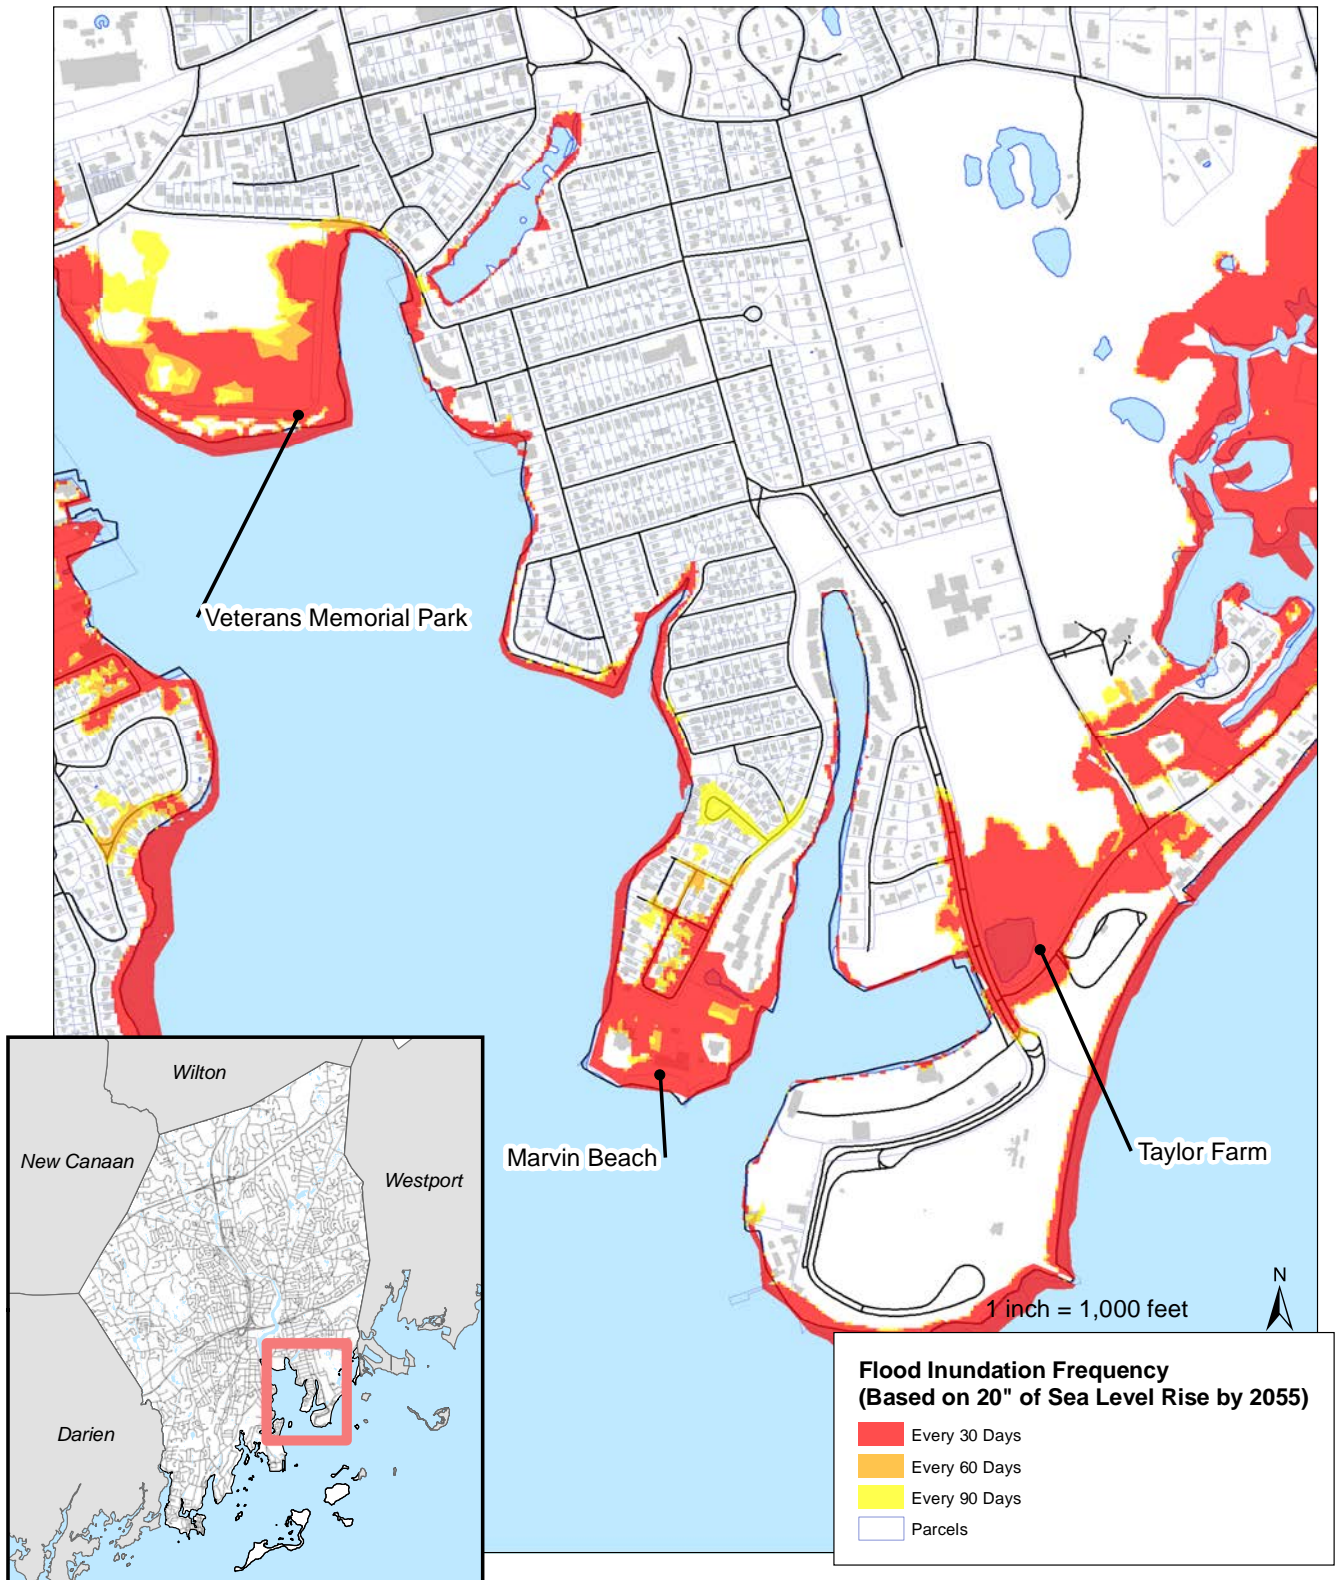 Veterans Memorial Park
Marvin Beach
Taylor Farm
Wilton
New Canaan
Westport
Darien
N
1 inch = 1,000 feet
Flood Inundation Frequency
(Based on 20" of Sea Level Rise by 2055)
Every 30 Days
Every 60 Days
Every 90 Days
Parcels